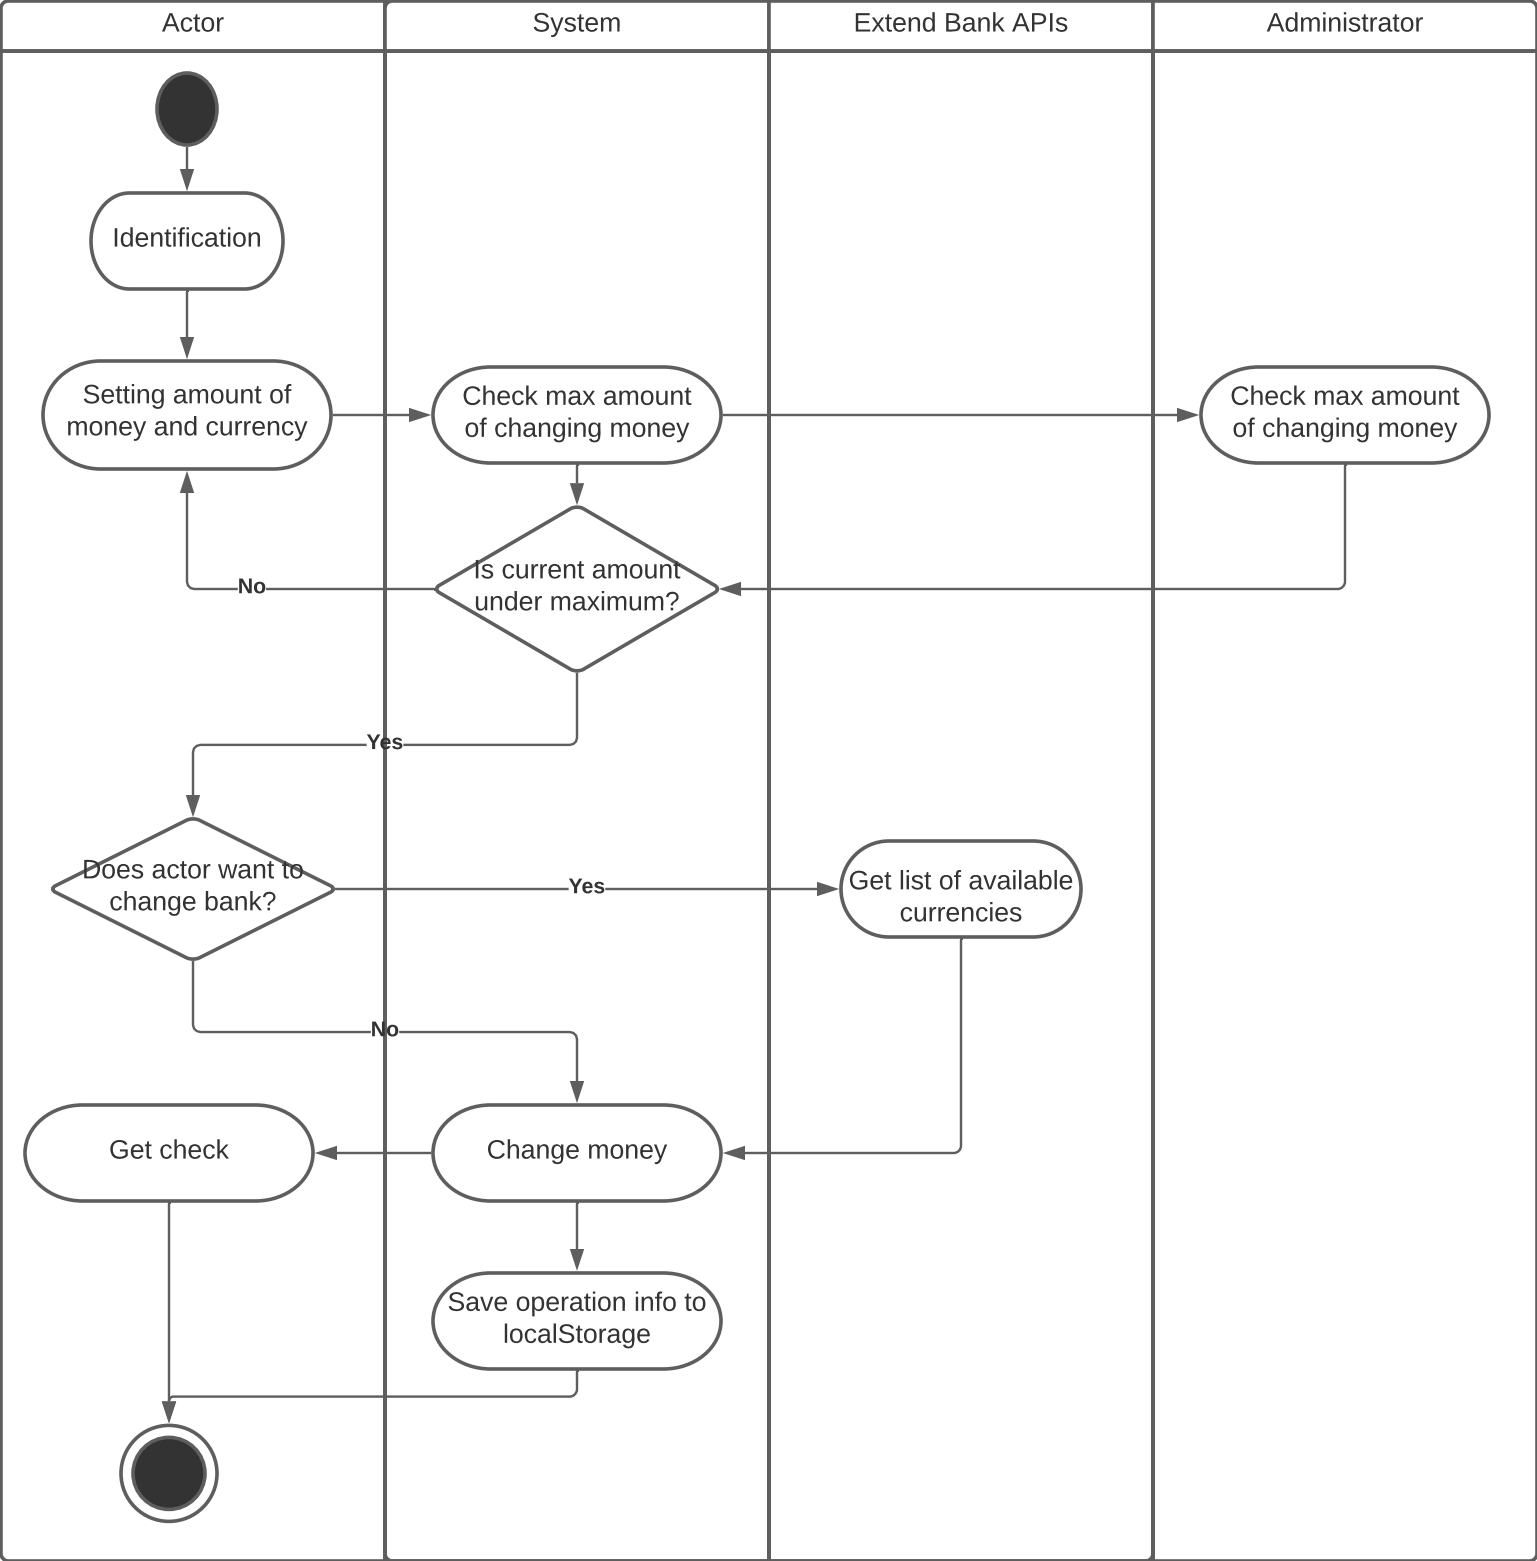 Actor
System
Extend Bank APIs
Administrator
Identification
Setting amount of
money and currency
Check max amount
of changing money
Check max amount
of changing money
Is current amount
under maximum?
No
Yes
Does actor want to
change bank?
Yes
Get list of available
currencies
No
Get check
Change money
Save operation info to
localStorage